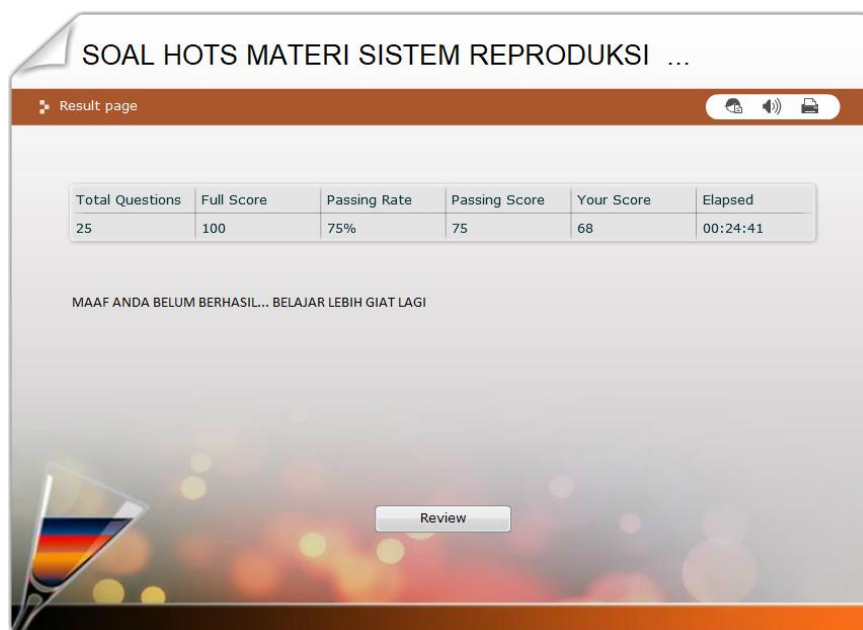 SOAL HOTS MATERI SISTEM REPRODUKSI ...
Result page
Total Questions Full Score Passing Rate Passing Score Your Score Elapsed
25 100 75% 75 68 00:24:41
MAAF ANDA BELUM BERHASIL... BELAJAR LEBIH GIAT LAGI
Review